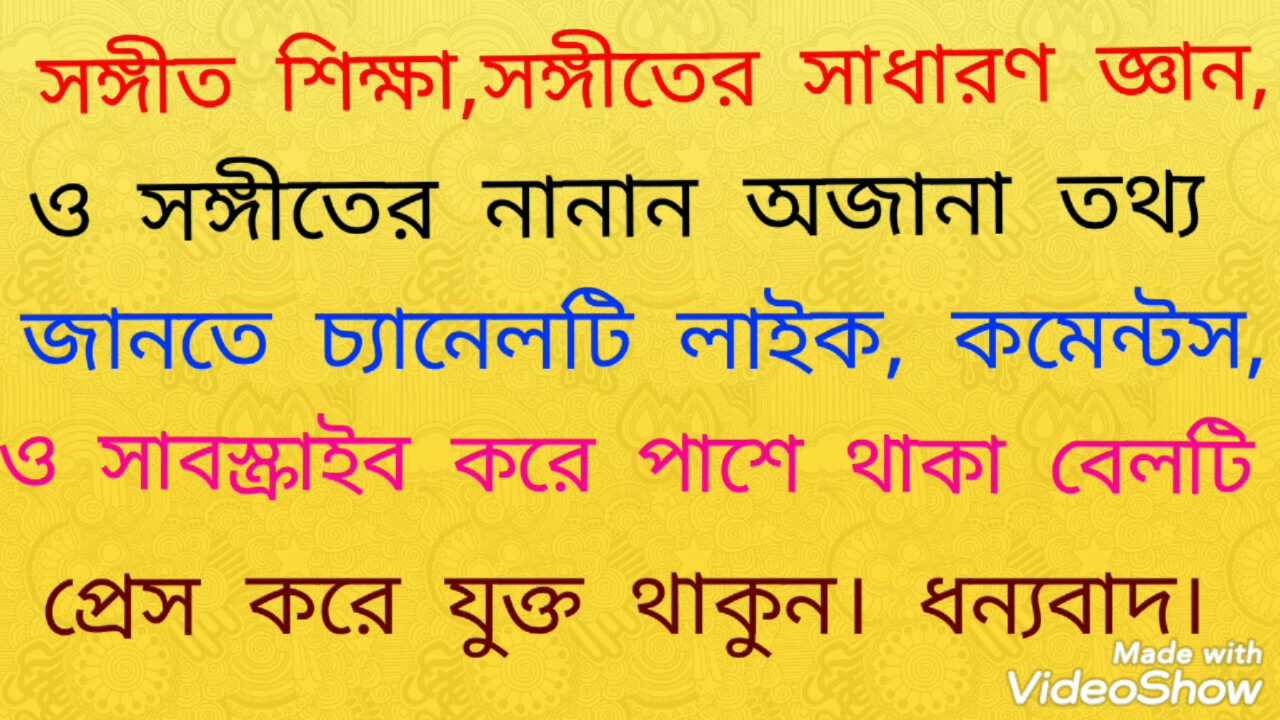 সঙ্গীত শিক্ষা,সঙ্গীতের সাধারণ জ্ঞান,
ও সঙ্গীতের নানান অজানা তথ্য
জানতে চ্যানেলটি লাইক, কমেন্টস,
ও সাবস্ক্রাইব করে পাশে থাকা বেলটি
প্রেস করে যুক্ত থাকুন। ধন্যবাদ।
Made with
VideoShow